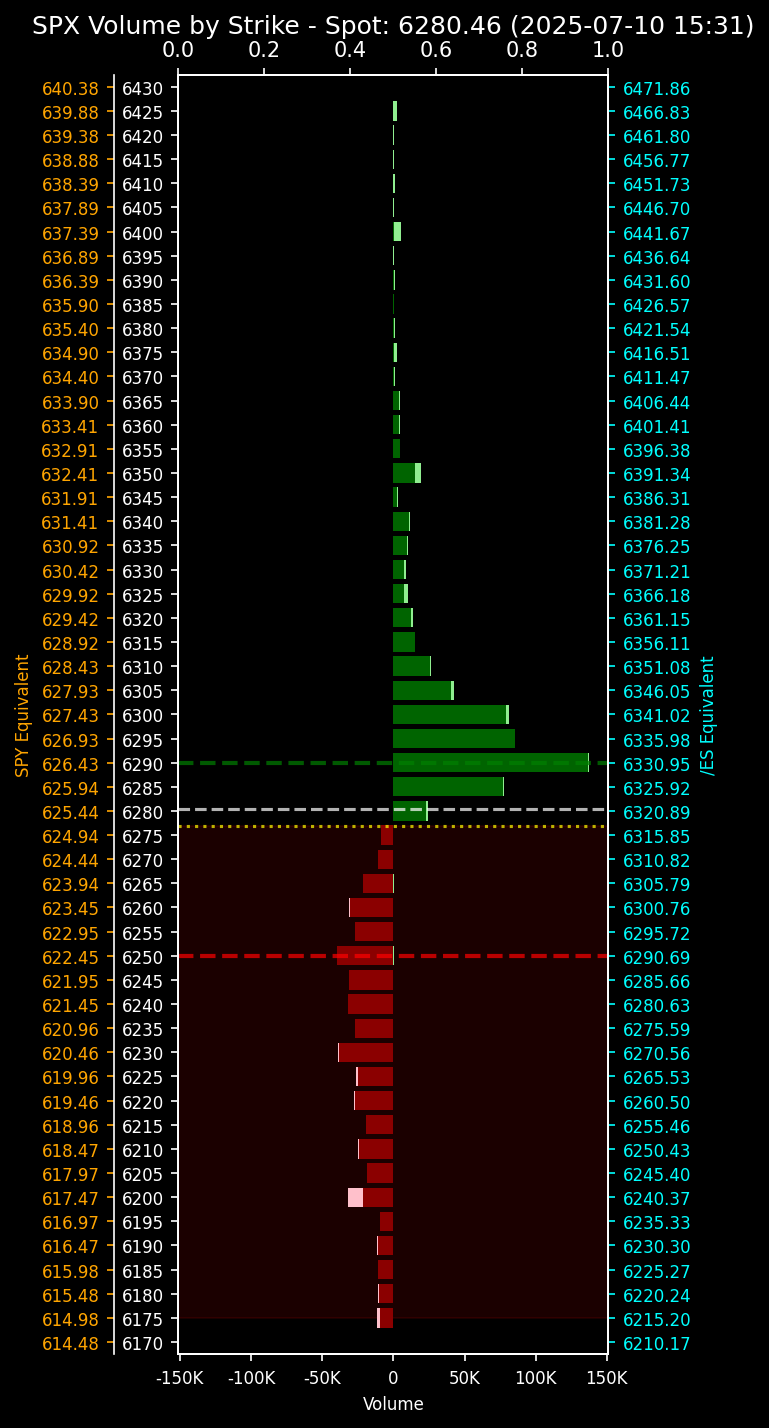 SPX Volume by Strike - Spot: 6280.46 (2025-07-10 15:31)
0.0 0.2 0.4 0.6 0.8 1.0
640.38 6430 6471.86
639.88 6425 6466.83
639.38 6420 6461.80
638.88 6415 6456.77
638.39 6410 6451.73
637.89 6405 6446.70
637.39 6400 6441.67
636.89 6395 6436.64
636.39 6390 6431.60
635.90 6385 6426.57
635.40 6380 6421.54
634.90 6375 6416.51
634.40 6370 6411.47
633.90 6365 6406.44
633.41 6360 6401.41
632.91 6355 6396.38
632.41 6350 6391.34
631.91 6345 6386.31
631.41 6340 6381.28
630.92 6335 6376.25
630.42 6330 6371.21
629.92 6325 6366.18
629.42 6320 6361.15
628.92 6315 6356.11
628.43 6310 6351.08
627.93 6305 6346.05
627.43 6300 6341.02
626.93 6295 6335.98
626.43 6290 6330.95
625.94 6285 6325.92
625.44 6280 6320.89
624.94 6275 6315.85
624.44 6270 6310.82
623.94 6265 6305.79
623.45 6260 6300.76
622.95 6255 6295.72
622.45 6250 6290.69
621.95 6245 6285.66
621.45 6240 6280.63
620.96 6235 6275.59
620.46 6230 6270.56
619.96 6225 6265.53
619.46 6220 6260.50
618.96 6215 6255.46
618.47 6210 6250.43
617.97 6205 6245.40
617.47 6200 6240.37
616.97 6195 6235.33
616.47 6190 6230.30
615.98 6185 6225.27
615.48 6180 6220.24
614.98 6175 6215.20
614.48 6170 6210.17
SPY Equivalent
/ES Equivalent
-150K -100K -50K 0 50K 100K 150K
Volume